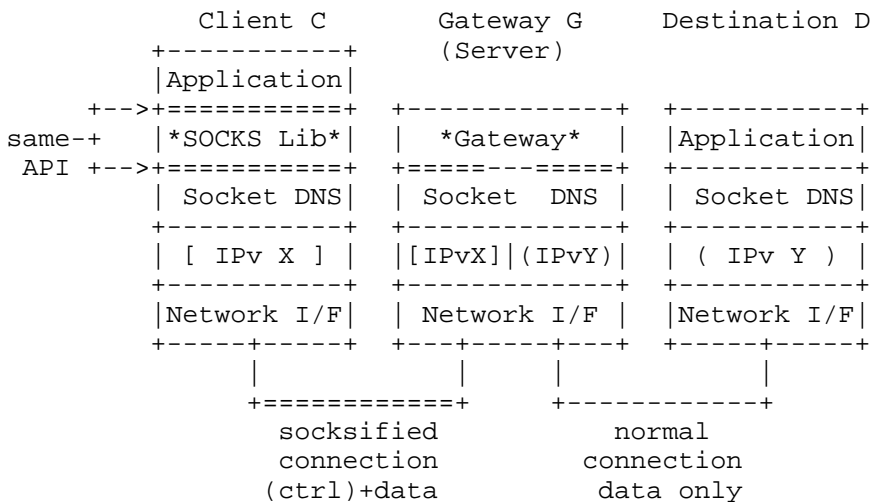 Client C       Gateway G     Destination D
         +-----------+     (Server)
         |Application|
     +-->+===========+  +-------------+  +-----------+
same-+   |*SOCKS Lib*|  |  *Gateway*  |  |Application|
 API +-->+===========+  +=====---=====+  +-----------+
         | Socket DNS|  | Socket  DNS |  | Socket DNS|
         +-----------+  +-------------+  +-----------+
         | [ IPv X ] |  |[IPvX]|(IPvY)|  | ( IPv Y ) |
         +-----------+  +-------------+  +-----------+
         |Network I/F|  | Network I/F |  |Network I/F|
         +-----+-----+  +---+-----+---+  +-----+-----+
               |            |     |            |
               +============+     +------------+
                 socksified           normal
                 connection         connection
                (ctrl)+data          data only